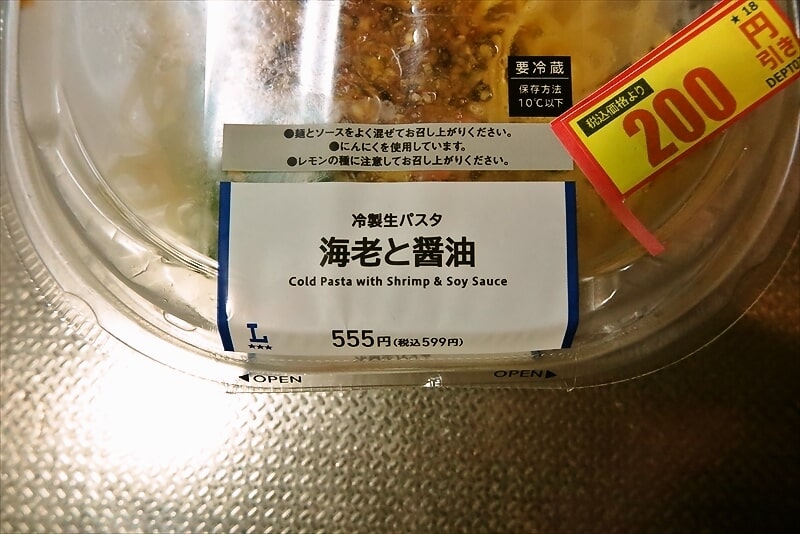 要冷蔵
保存方法
10℃以下
★18
税込価格より
200
円
引き
DEPT0
●麺とソースをよく混ぜてお召し上がりください。
●にんにくを使用しています。
●レモンの種に注意してお召し上がりください。
冷製生パスタ
海老と醤油
Cold Pasta with Shrimp & Soy Sauce
L
★★★
555円(税込599円)
◀OPEN OPEN▶